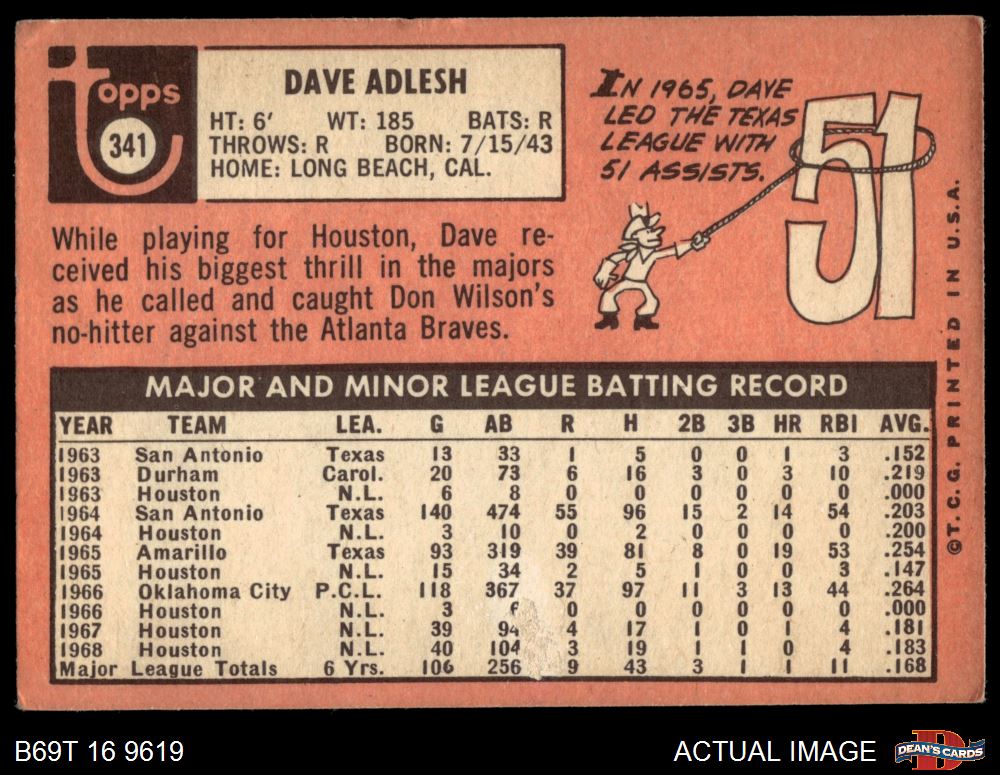 Topps
341
DAVE ADLESH
HT: 6' WT: 185 BATS: R
THROWS: R BORN: 7/15/43
HOME: LONG BEACH, CAL.
IN 1965, DAVE
LED THE TEXAS
LEAGUE WITH
51 ASSISTS.
51
While playing for Houston, Dave re-
ceived his biggest thrill in the majors
as he called and caught Don Wilson's
no-hitter against the Atlanta Braves.
MAJOR AND MINOR LEAGUE BATTING RECORD
YEAR TEAM LEA. G AB R H 2B 3B HR RBI AVG.
1963 San Antonio Texas 13 33 1 5 0 0 1 3 .152
1963 Durham Carol. 20 73 6 16 3 0 3 10 .219
1963 Houston N.L. 6 8 0 0 0 0 0 0 .000
1964 San Antonio Texas 140 474 55 96 15 2 14 54 .203
1964 Houston N.L. 3 10 0 2 0 0 0 0 .200
1965 Amarillo Texas 93 319 39 81 8 0 19 53 .254
1965 Houston N.L. 15 34 2 5 1 0 0 3 .147
1966 Oklahoma City P.C.L. 118 367 37 97 11 3 13 44 .264
1966 Houston N.L. 3 6 0 0 0 0 0 0 .000
1967 Houston N.L. 39 94 4 17 1 0 1 4 .181
1968 Houston N.L. 40 104 3 19 1 1 0 4 .183
Major League Totals 6 Yrs. 106 256 9 43 3 1 1 11 .168
©T.C.G. PRINTED IN U.S.A.
B69T 16 9619
ACTUAL IMAGE
DEAN'S CARDS